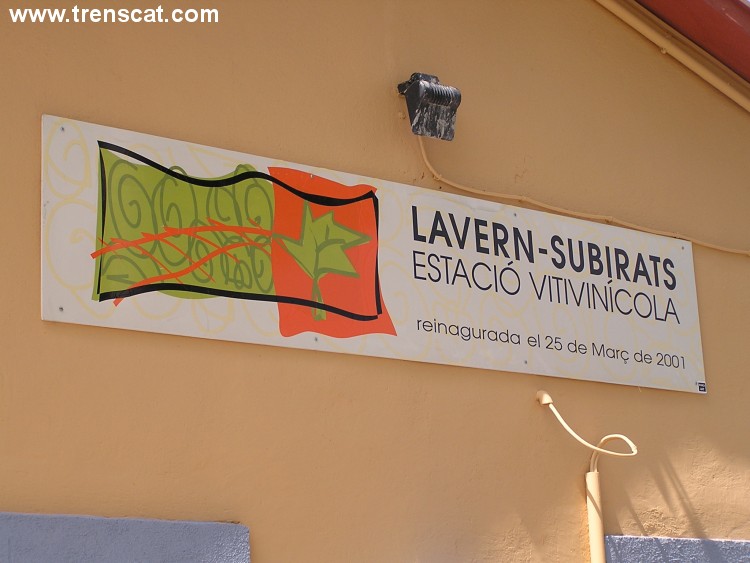 www.trenscat.com
LAVERN-SUBIRATS
ESTACIÓ VITIVINÍCOLA
reinagurada el 25 de Març de 2001